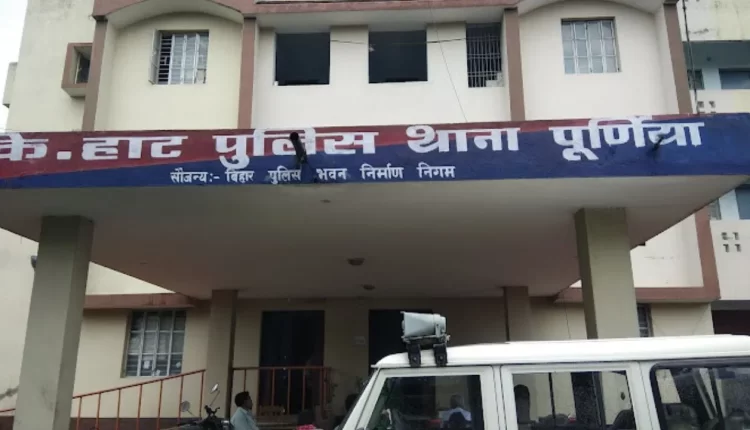 के. हाट पुलिस थाना पूर्णिया
सौजन्य:- बिहार पुलिस भवन निर्माण निगम